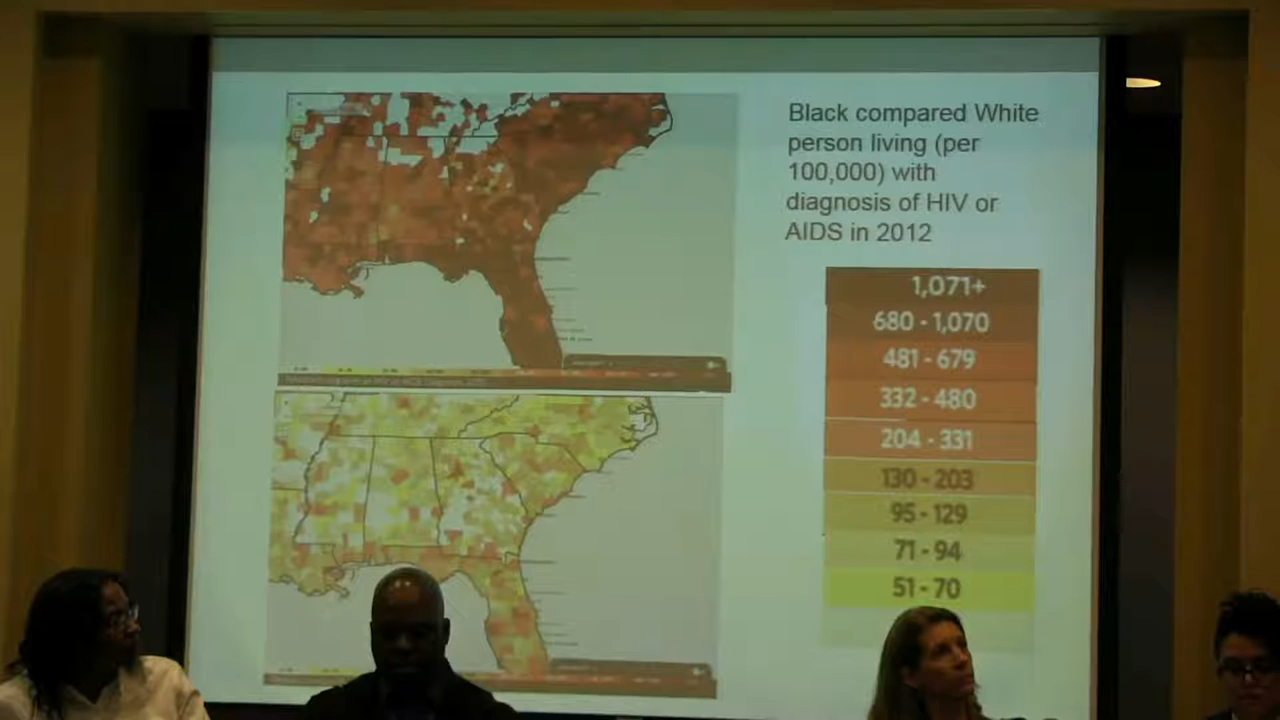 Black compared White
person living (per
100,000) with
diagnosis of HIV or
AIDS in 2012
1,071+
680 - 1,070
481 - 679
332 - 480
204 - 331
130 - 203
95 - 129
71 - 94
51 - 70